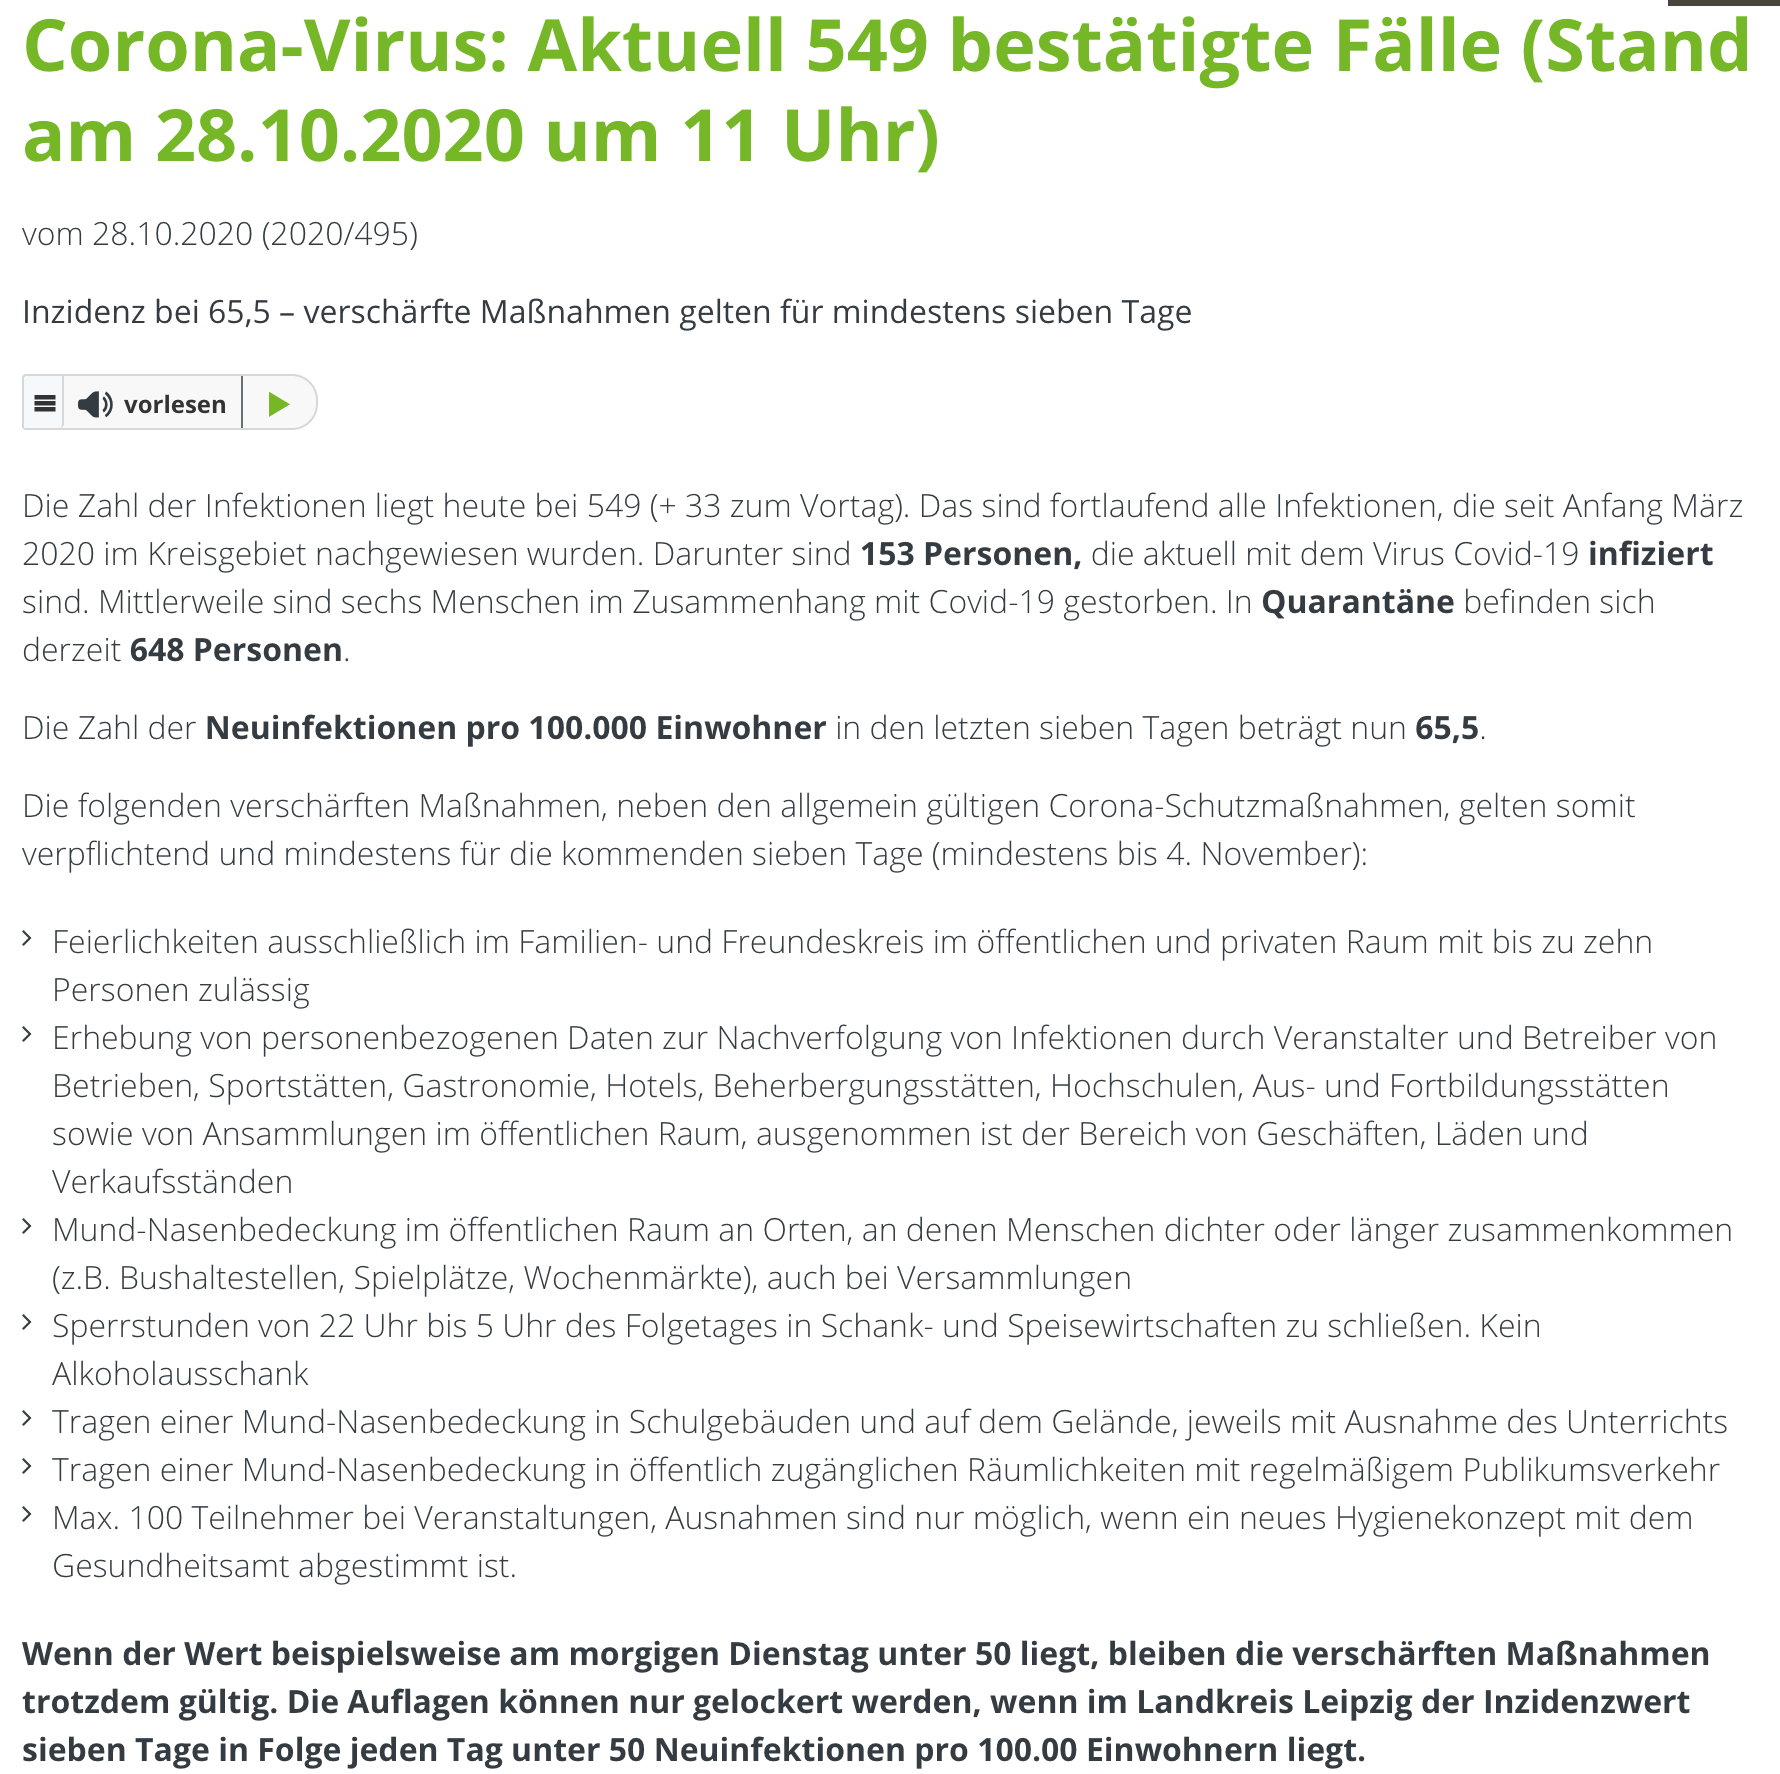 Corona-Virus: Aktuell 549 bestätigte Fälle (Stand
am 28.10.2020 um 11 Uhr)
vom 28.10.2020 (2020/495)
Inzidenz bei 65,5 – verschärfte Maßnahmen gelten für mindestens sieben Tage
vorlesen
Die Zahl der Infektionen liegt heute bei 549 (+ 33 zum Vortag). Das sind fortlaufend alle Infektionen, die seit Anfang März
2020 im Kreisgebiet nachgewiesen wurden. Darunter sind 153 Personen, die aktuell mit dem Virus Covid-19 infiziert
sind. Mittlerweile sind sechs Menschen im Zusammenhang mit Covid-19 gestorben. In Quarantäne befinden sich
derzeit 648 Personen.
Die Zahl der Neuinfektionen pro 100.000 Einwohner in den letzten sieben Tagen beträgt nun 65,5.
Die folgenden verschärften Maßnahmen, neben den allgemein gültigen Corona-Schutzmaßnahmen, gelten somit
verpflichtend und mindestens für die kommenden sieben Tage (mindestens bis 4. November):
Feierlichkeiten ausschließlich im Familien- und Freundeskreis im öffentlichen und privaten Raum mit bis zu zehn
Personen zulässig
Erhebung von personenbezogenen Daten zur Nachverfolgung von Infektionen durch Veranstalter und Betreiber von
Betrieben, Sportstätten, Gastronomie, Hotels, Beherbergungsstätten, Hochschulen, Aus- und Fortbildungsstätten
sowie von Ansammlungen im öffentlichen Raum, ausgenommen ist der Bereich von Geschäften, Läden und
Verkaufsständen
Mund-Nasenbedeckung im öffentlichen Raum an Orten, an denen Menschen dichter oder länger zusammenkommen
(z.B. Bushaltestellen, Spielplätze, Wochenmärkte), auch bei Versammlungen
Sperrstunden von 22 Uhr bis 5 Uhr des Folgetages in Schank- und Speisewirtschaften zu schließen. Kein
Alkoholausschank
Tragen einer Mund-Nasenbedeckung in Schulgebäuden und auf dem Gelände, jeweils mit Ausnahme des Unterrichts
Tragen einer Mund-Nasenbedeckung in öffentlich zugänglichen Räumlichkeiten mit regelmäßigem Publikumsverkehr
Max. 100 Teilnehmer bei Veranstaltungen, Ausnahmen sind nur möglich, wenn ein neues Hygienekonzept mit dem
Gesundheitsamt abgestimmt ist.
Wenn der Wert beispielsweise am morgigen Dienstag unter 50 liegt, bleiben die verschärften Maßnahmen
trotzdem gültig. Die Auflagen können nur gelockert werden, wenn im Landkreis Leipzig der Inzidenzwert
sieben Tage in Folge jeden Tag unter 50 Neuinfektionen pro 100.00 Einwohnern liegt.